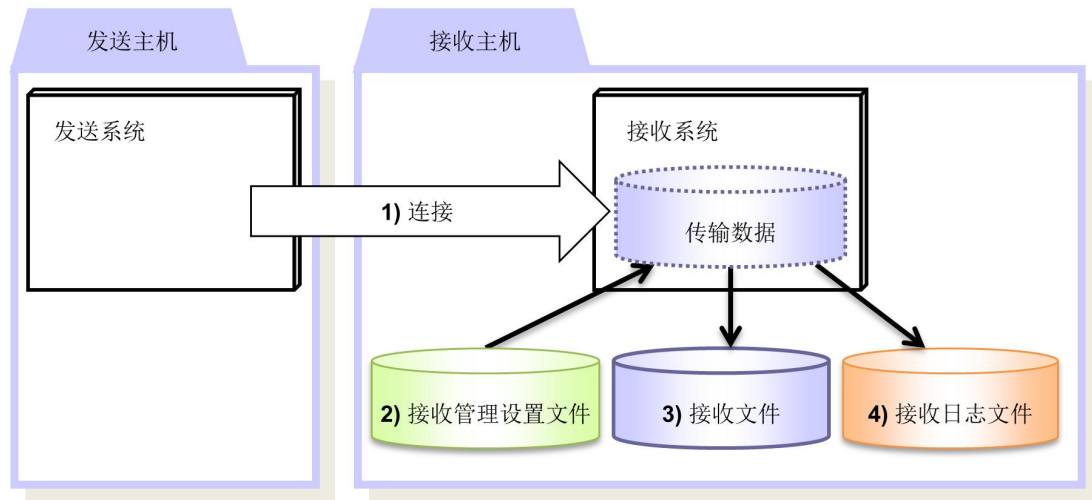 发送主机
接收主机
发送系统
接收系统
1) 连接
传输数据
2) 接收管理设置文件
3) 接收文件
4) 接收日志文件